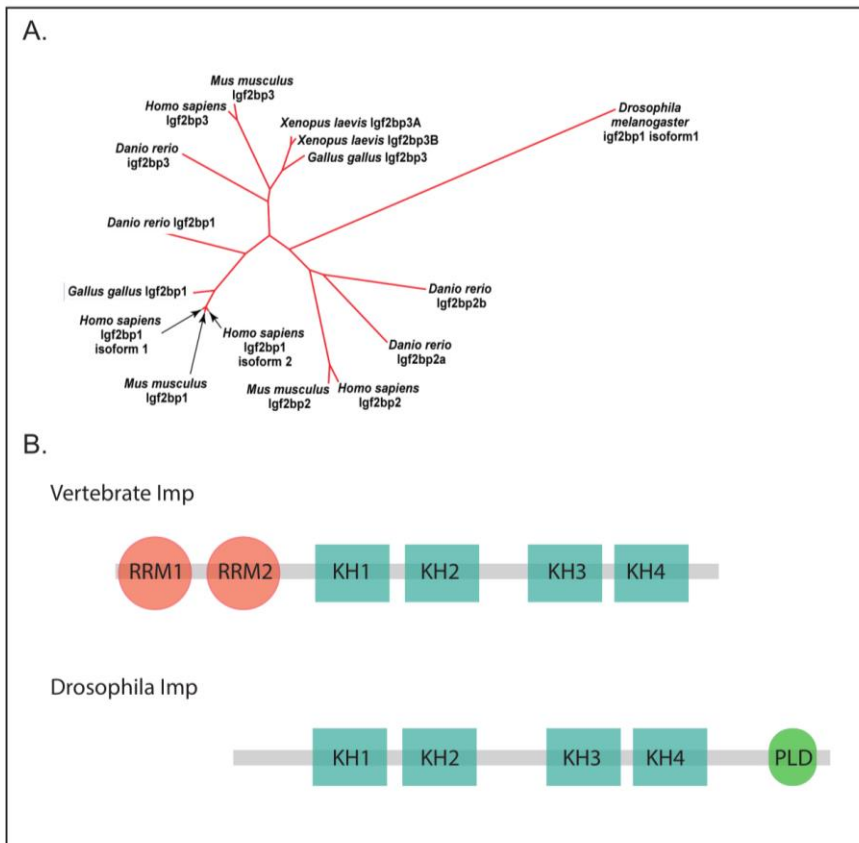 A.
Mus musculus
Igf2bp3
Homo sapiens
Igf2bp3
Xenopus laevis Igf2bp3A
Xenopus laevis Igf2bp3B
Gallus gallus Igf2bp3
Drosophila
melanogaster
igf2bp1 isoform1
Danio rerio
igf2bp3
Danio rerio Igf2bp1
Gallus gallus Igf2bp1
Homo sapiens
Igf2bp1
isoform 1
Homo sapiens
Igf2bp1
isoform 2
Mus musculus
Igf2bp1
Danio rerio
Igf2bp2b
Danio rerio
Igf2bp2a
Mus musculus
Igf2bp2
Homo sapiens
Igf2bp2
B.
Vertebrate Imp
RRM1 RRM2 KH1 KH2 KH3 KH4
Drosophila Imp
KH1 KH2 KH3 KH4 PLD